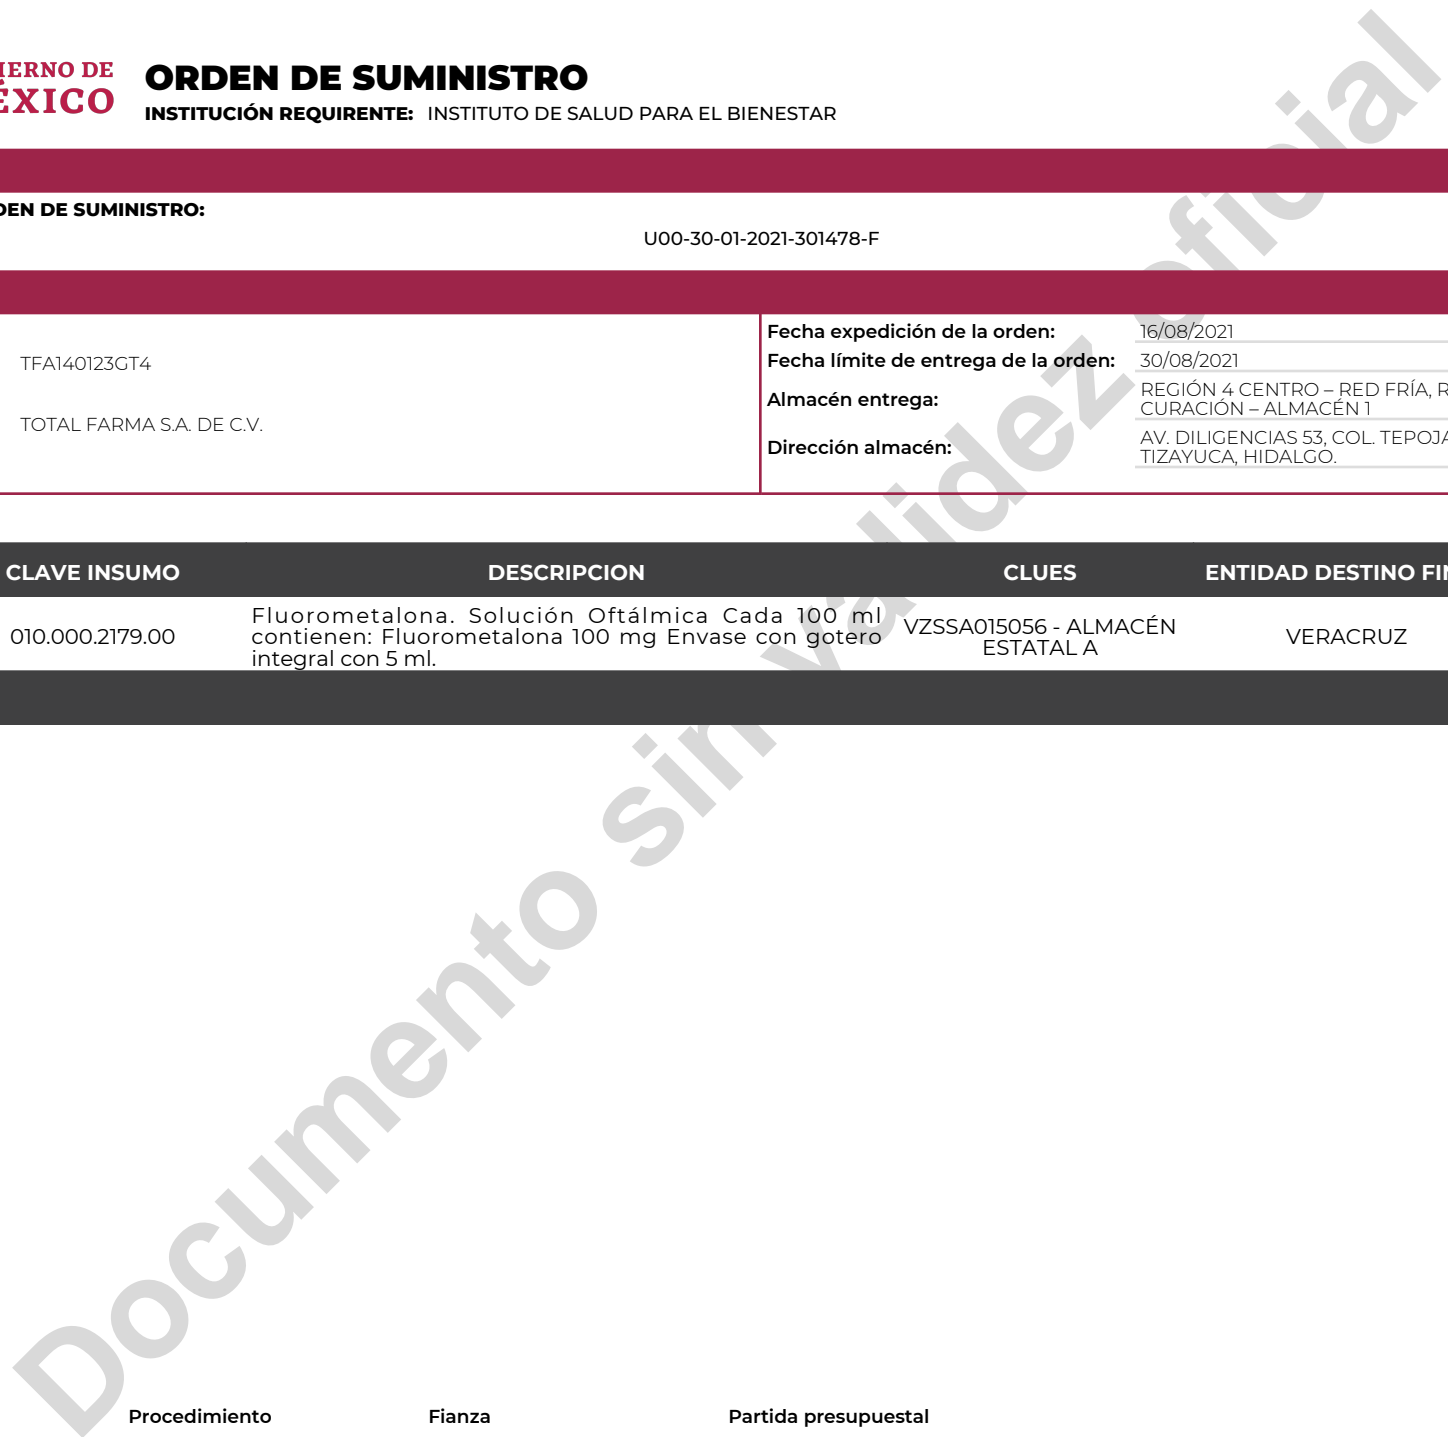 IERNO DE
ÉXICO
ORDEN DE SUMINISTRO
INSTITUCIÓN REQUIRENTE: INSTITUTO DE SALUD PARA EL BIENESTAR
DEN DE SUMINISTRO:
U00-30-01-2021-301478-F
TFA140123GT4
TOTAL FARMA S.A. DE C.V.
Fecha expedición de la orden: 16/08/2021
Fecha límite de entrega de la orden: 30/08/2021
Almacén entrega: REGIÓN 4 CENTRO – RED FRÍA, R
CURACIÓN – ALMACÉN 1
Dirección almacén: AV. DILIGENCIAS 53, COL. TEPOJA
TIZAYUCA, HIDALGO.
CLAVE INSUMO DESCRIPCION CLUES ENTIDAD DESTINO FIN
010.000.2179.00
Fluorometalona. Solución Oftálmica Cada 100 ml
contienen: Fluorometalona 100 mg Envase con gotero
integral con 5 ml.
VZSSA015056 - ALMACÉN
ESTATAL A
VERACRUZ
Documento sin validez oficial
Procedimiento Fianza Partida presupuestal